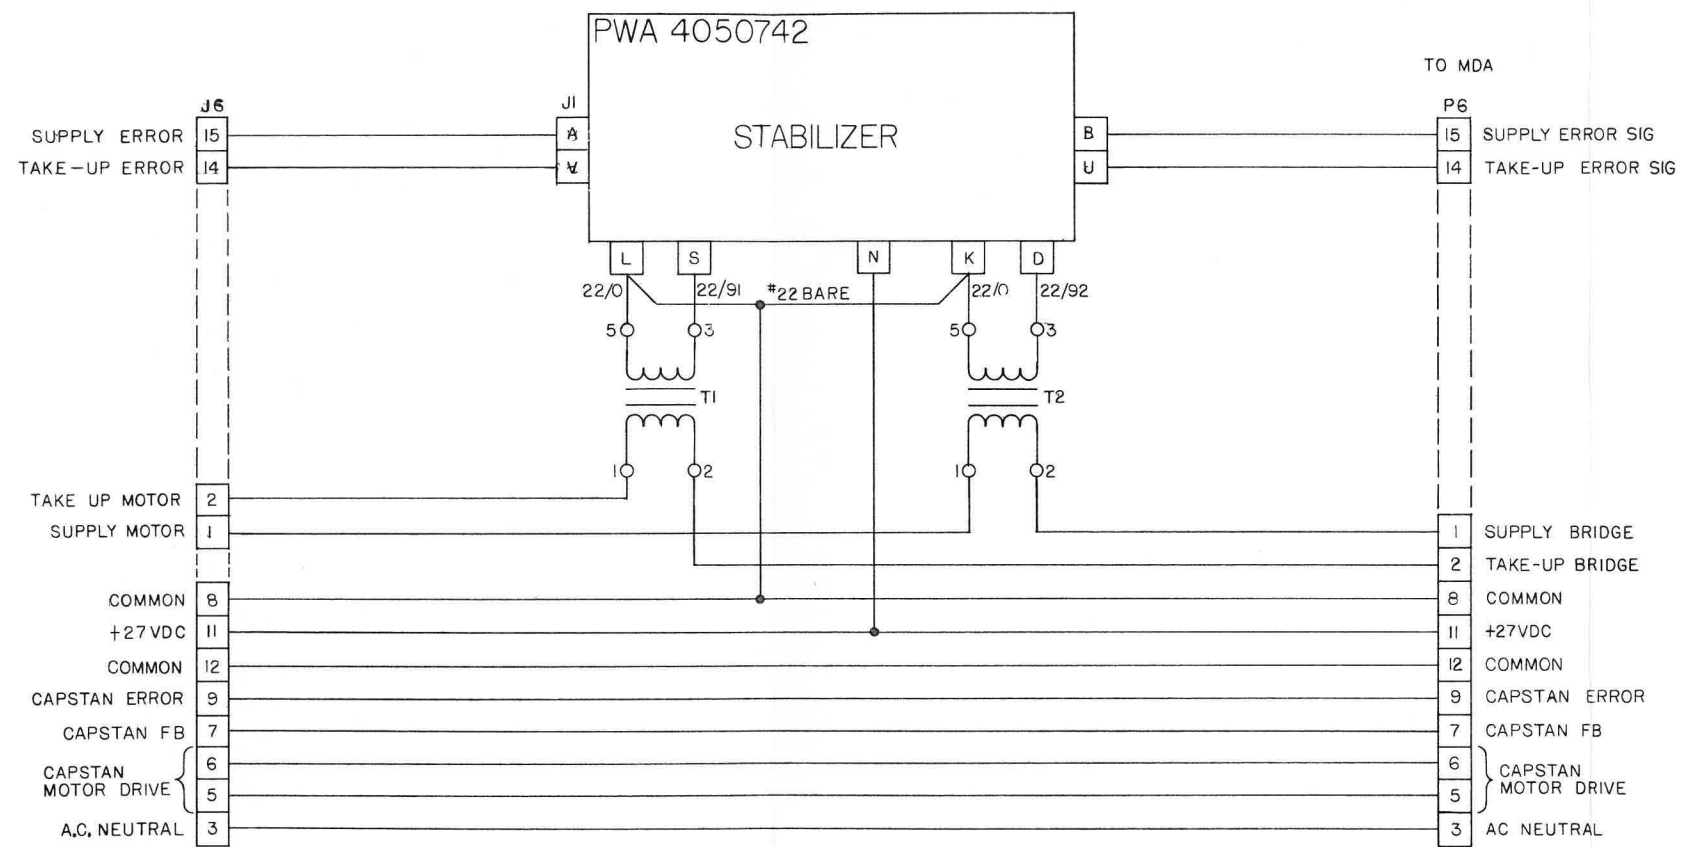 PWA 4050742
STABILIZER
TO MDA
J6
J1
P6
SUPPLY ERROR 15
A
B
15 SUPPLY ERROR SIG
TAKE-UP ERROR 14
U
14 TAKE-UP ERROR SIG
L
S
N
K
D
22/0
22/91
#22 BARE
22/0
22/92
5
3
5
3
T1
T2
1
2
1
2
TAKE UP MOTOR 2
SUPPLY MOTOR 1
1 SUPPLY BRIDGE
2 TAKE-UP BRIDGE
COMMON 8
8 COMMON
+27VDC 11
11 +27VDC
COMMON 12
12 COMMON
CAPSTAN ERROR 9
9 CAPSTAN ERROR
CAPSTAN FB 7
7 CAPSTAN FB
CAPSTAN
MOTOR DRIVE
6
5
6
5
CAPSTAN
MOTOR DRIVE
A.C. NEUTRAL 3
3 AC NEUTRAL